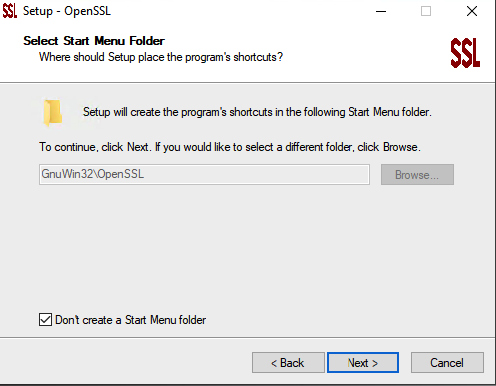 SSL Setup - OpenSSL
Select Start Menu Folder
Where should Setup place the program's shortcuts?
SSL
Setup will create the program's shortcuts in the following Start Menu folder.
To continue, click Next. If you would like to select a different folder, click Browse.
GnuWin32\OpenSSL
Browse...
Don't create a Start Menu folder
< Back
Next >
Cancel